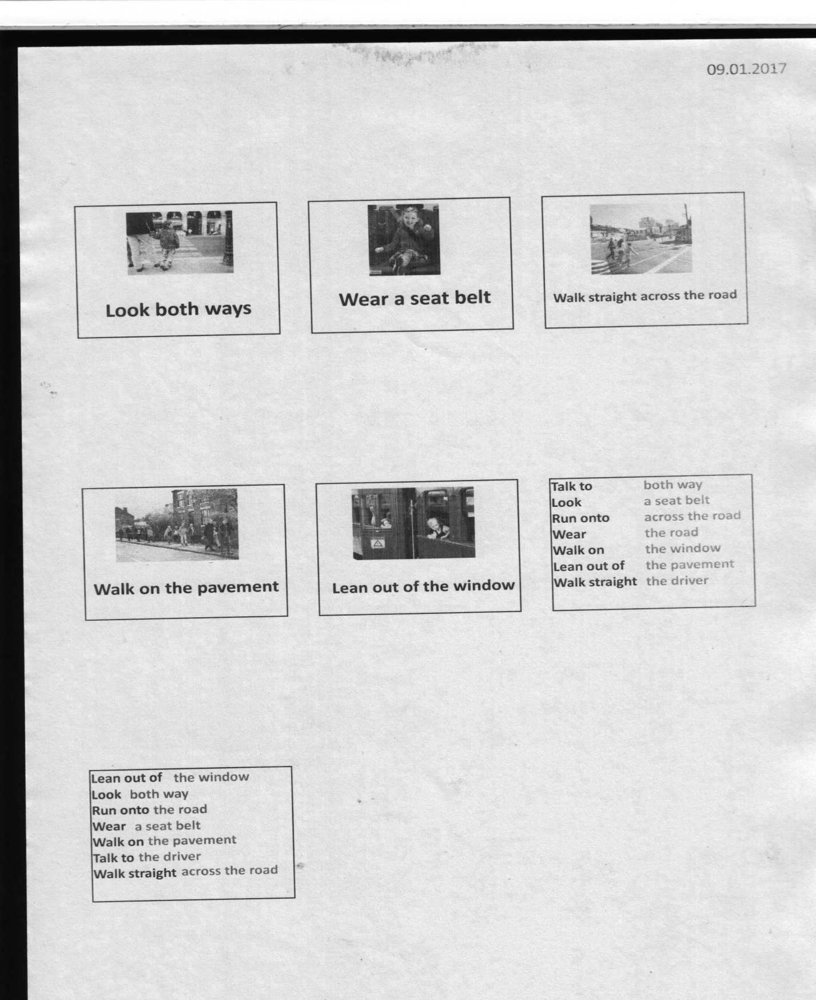 09.01.2017
Look both ways
Wear a seat belt
Walk straight across the road
Walk on the pavement
Lean out of the window
Talk to both way
Look a seat belt
Run onto across the road
Wear the road
Walk on the window
Lean out of the pavement
Walk straight the driver
Lean out of the window
Look both way
Run onto the road
Wear a seat belt
Walk on the pavement
Talk to the driver
Walk straight across the road